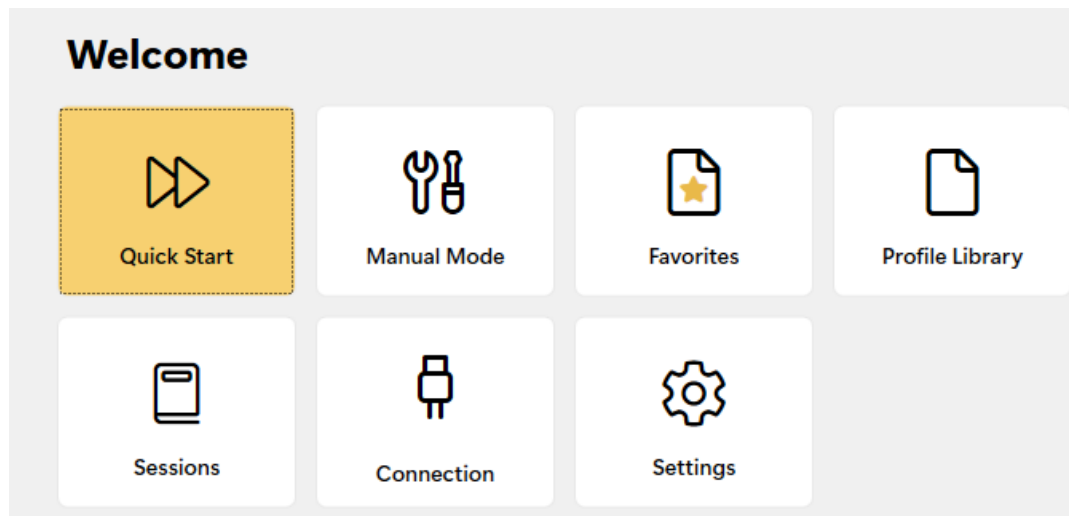 Welcome
Quick Start
Manual Mode
Favorites
Profile Library
Sessions
Connection
Settings